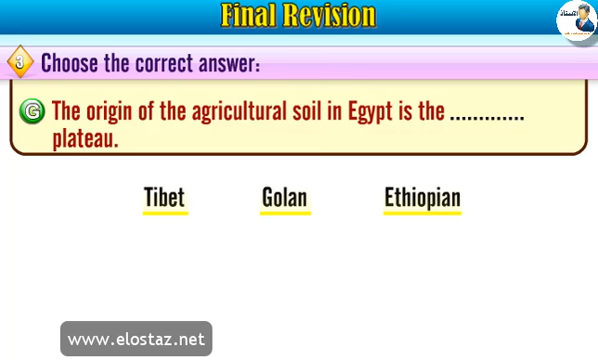 Final Revision
الأستاذ
3 Choose the correct answer:
G The origin of the agricultural soil in Egypt is the .............
plateau.
Tibet Golan Ethiopian
www.elostaz.net